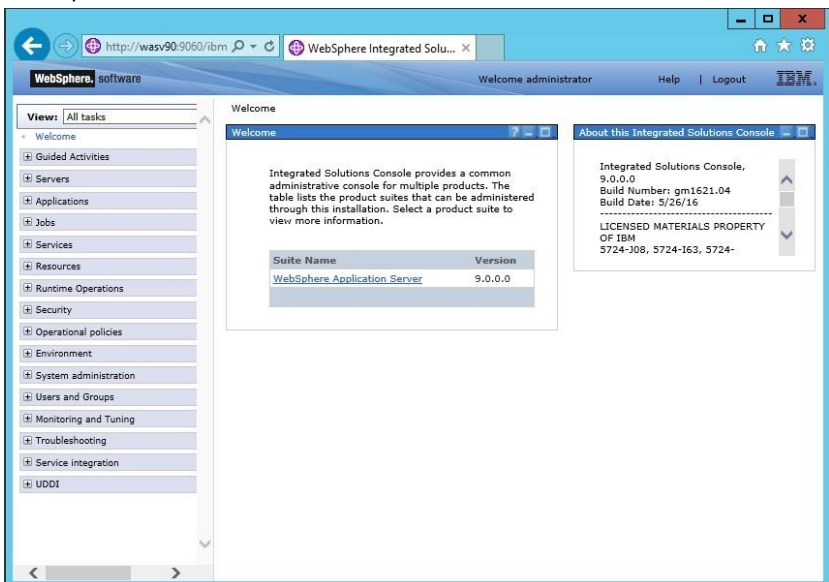 http://wasv90:9060/ibm
WebSphere Integrated Solu...
WebSphere. software
Welcome administrator
Help | Logout
IBM.
View: All tasks
Welcome
Guided Activities
Servers
Applications
Jobs
Services
Resources
Runtime Operations
Security
Operational policies
Environment
System administration
Users and Groups
Monitoring and Tuning
Troubleshooting
Service integration
UDDI
Welcome
Welcome
Integrated Solutions Console provides a common
administrative console for multiple products. The
table lists the product suites that can be administered
through this installation. Select a product suite to
view more information.
Suite Name Version
WebSphere Application Server 9.0.0.0
About this Integrated Solutions Console
Integrated Solutions Console,
9.0.0.0
Build Number: gm1621.04
Build Date: 5/26/16
----------------------------------
LICENSED MATERIALS PROPERTY
OF IBM
5724-J08, 5724-I63, 5724-